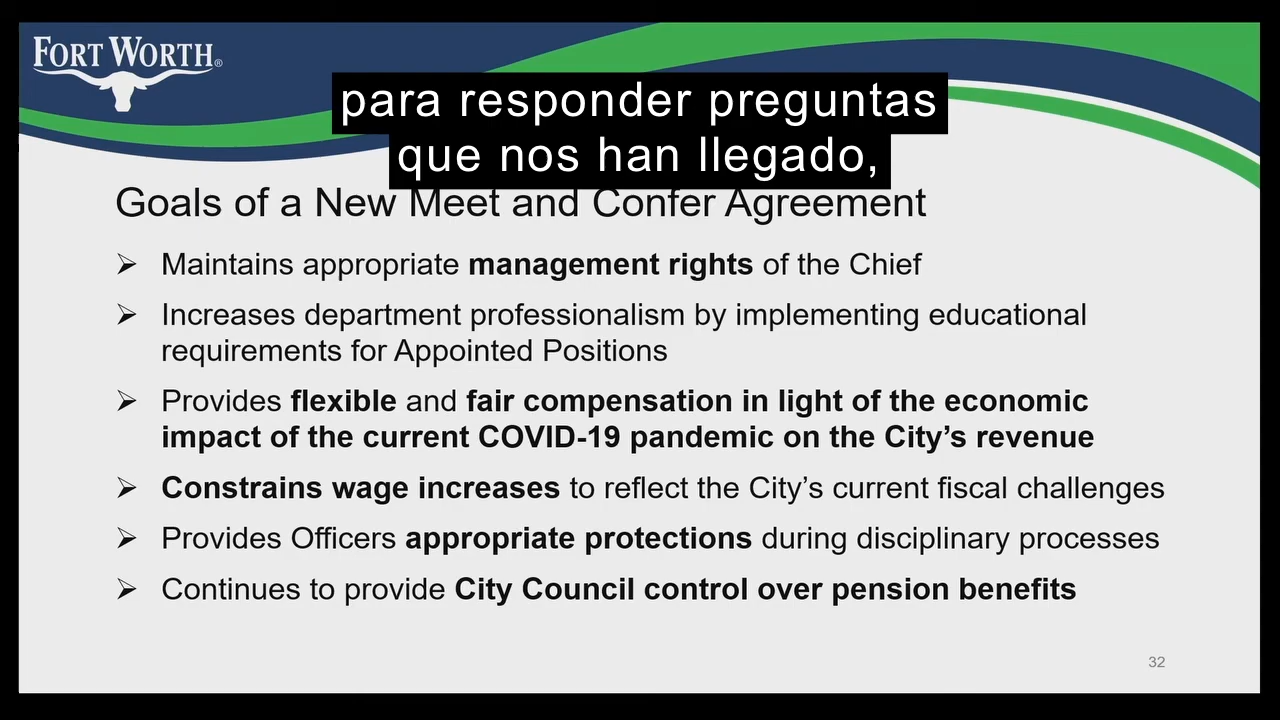 FORT WORTH®
para responder preguntas
que nos han llegado,
Goals of a New Meet and Confer Agreement
➢ Maintains appropriate management rights of the Chief
➢ Increases department professionalism by implementing educational
requirements for Appointed Positions
➢ Provides flexible and fair compensation in light of the economic
impact of the current COVID-19 pandemic on the City’s revenue
➢ Constrains wage increases to reflect the City’s current fiscal challenges
➢ Provides Officers appropriate protections during disciplinary processes
➢ Continues to provide City Council control over pension benefits
32